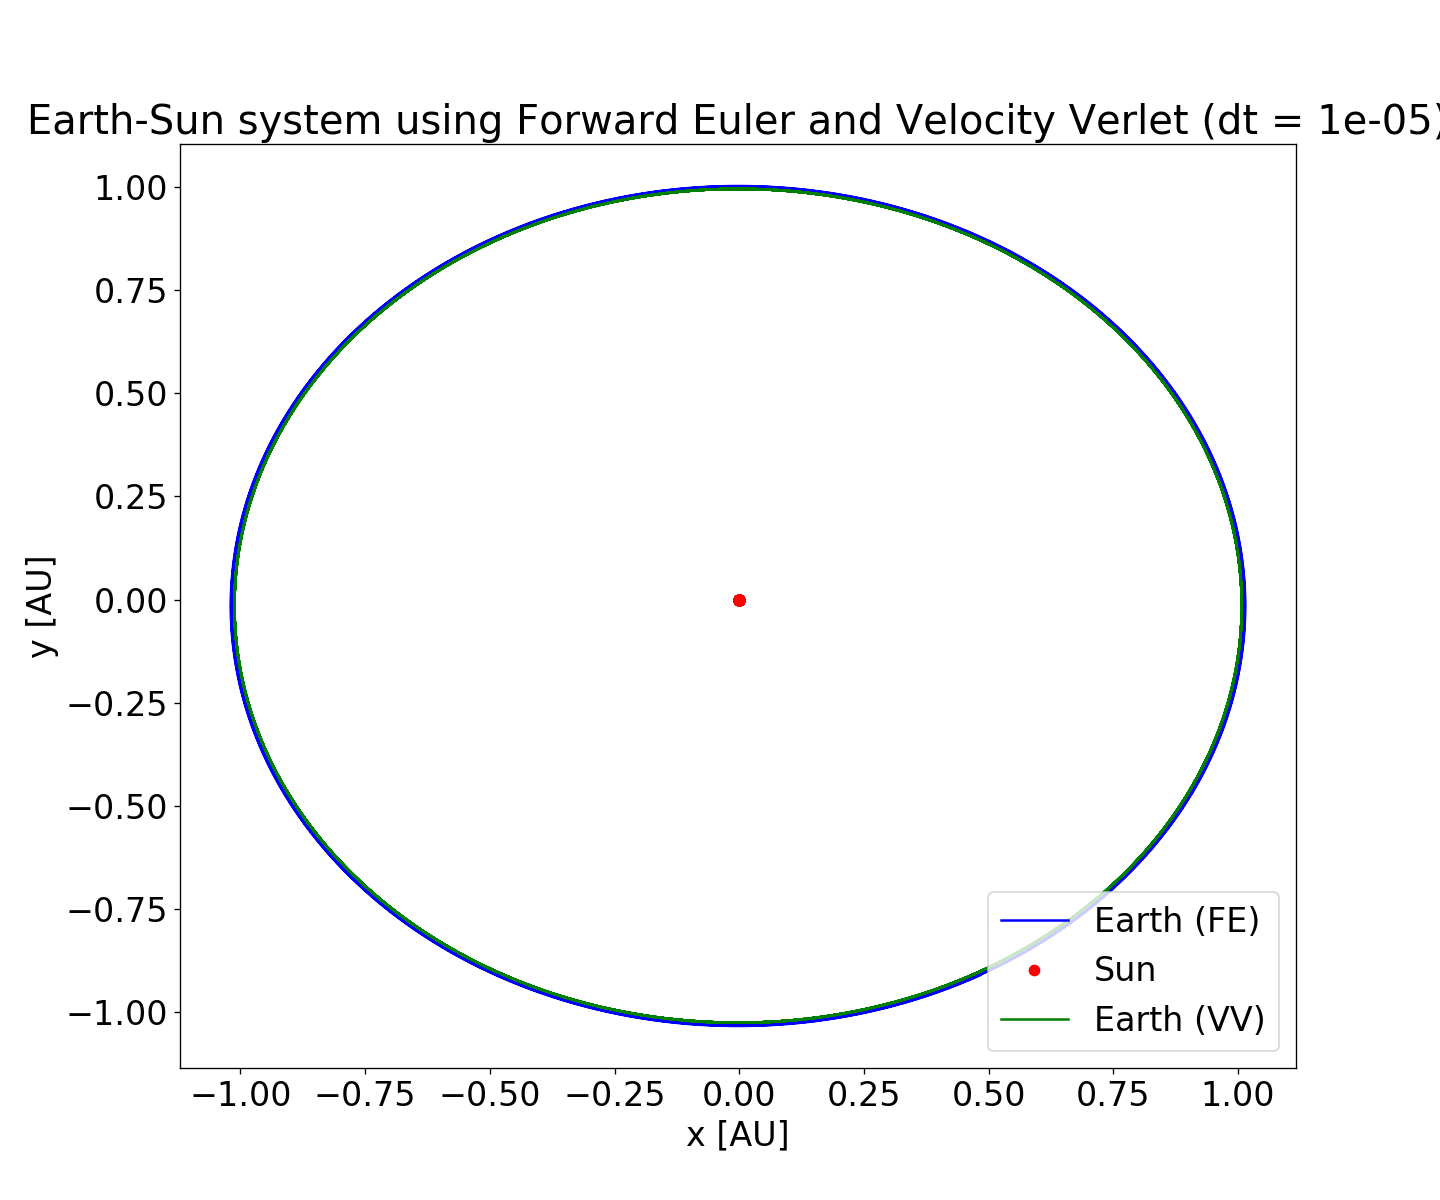 Earth-Sun system using Forward Euler and Velocity Verlet (dt = 1e-05)
1.00
0.75
0.50
0.25
0.00
−0.25
−0.50
−0.75
−1.00
y [AU]
Earth (FE)
Sun
Earth (VV)
−1.00 −0.75 −0.50 −0.25 0.00 0.25 0.50 0.75 1.00
x [AU]